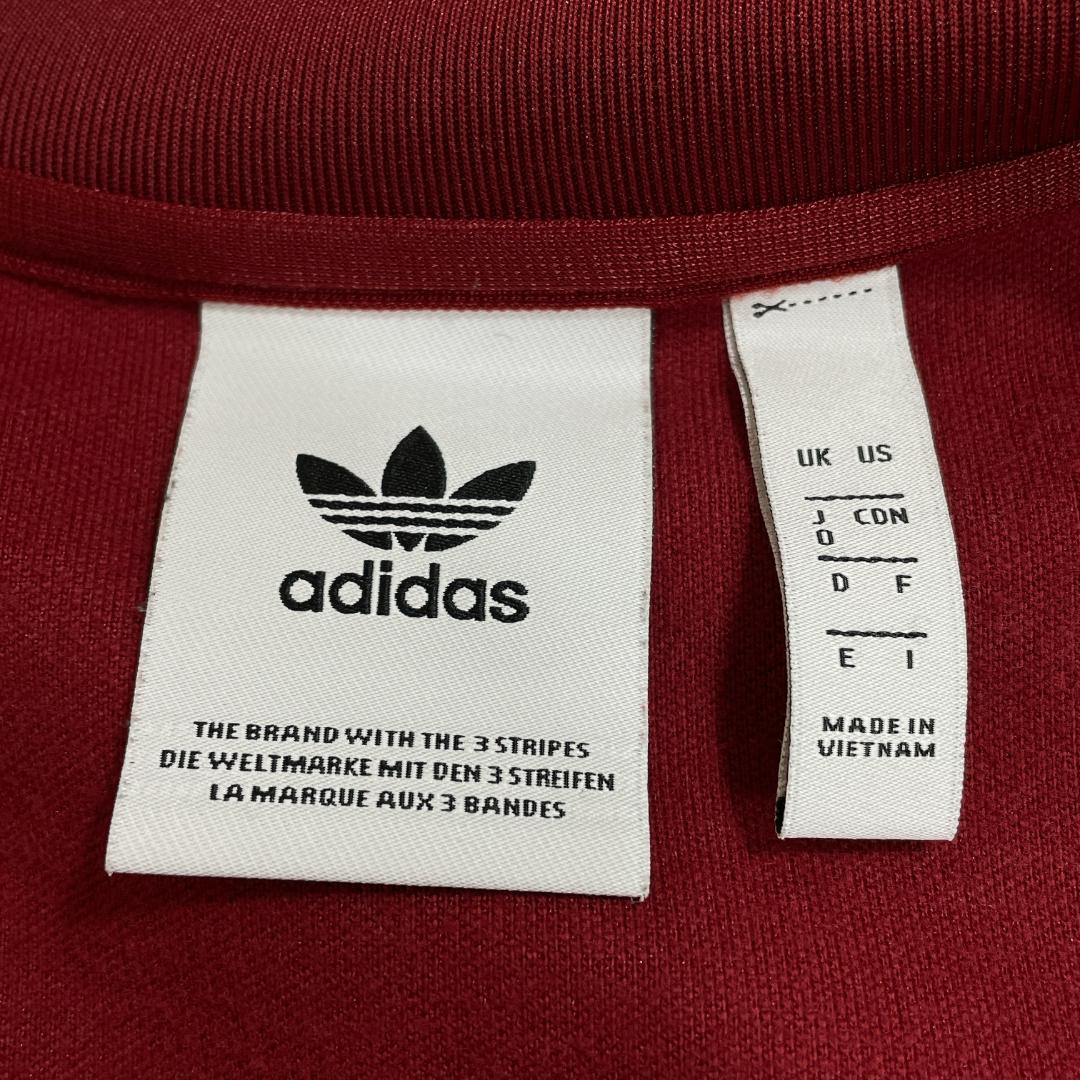 adidas
THE BRAND WITH THE 3 STRIPES
DIE WELTMARKE MIT DEN 3 STREIFEN
LA MARQUE AUX 3 BANDES
UK US
J
O CDN
D F
E I
MADE IN
VIETNAM